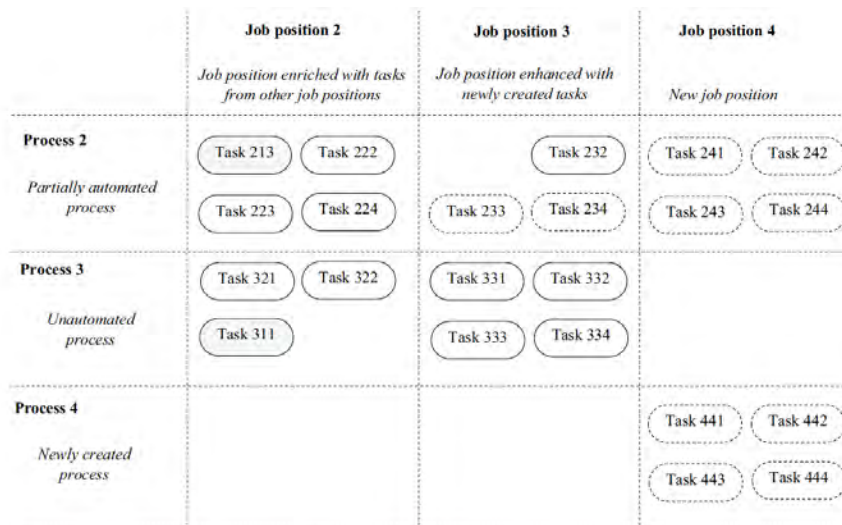 Job position 2 Job position 3 Job position 4
Job position enriched with tasks
from other job positions
Job position enhanced with
newly created tasks
New job position
Process 2
Partially automated
process
Task 213 Task 222
Task 223 Task 224
Task 232
Task 233 Task 234
Task 241 Task 242
Task 243 Task 244
Process 3
Unautomated
process
Task 321 Task 322
Task 311
Task 331 Task 332
Task 333 Task 334
Process 4
Newly created
process
Task 441 Task 442
Task 443 Task 444